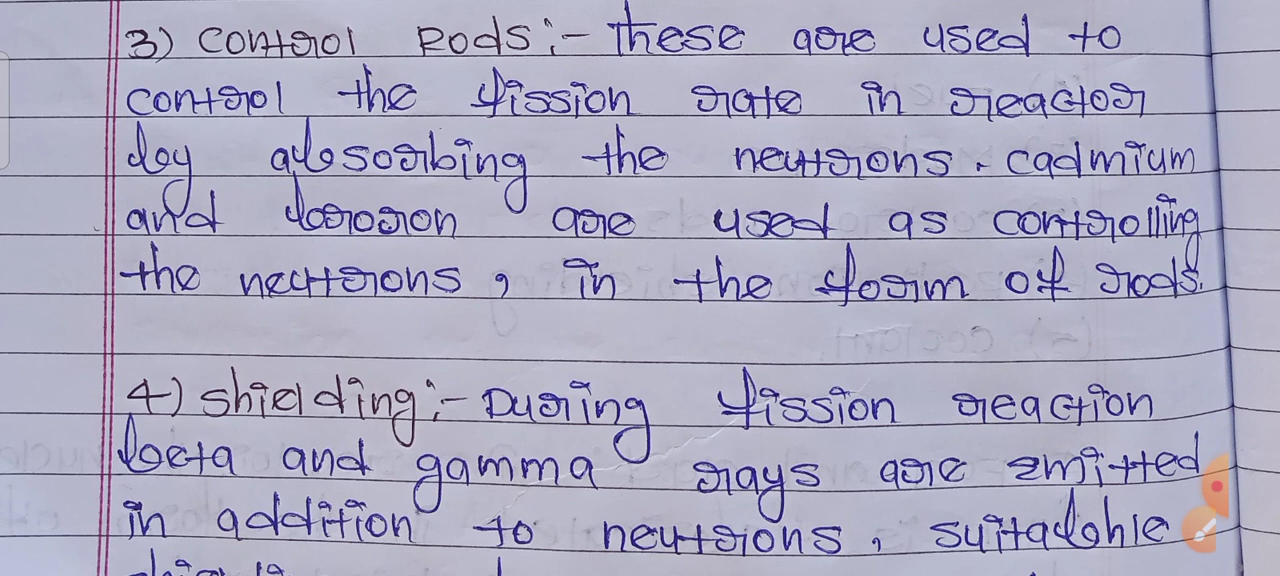 3) Control Rods :- These are used to
control the fission rate in reactor
by absorbing the neutrons. cadmium
and boron are used as controlling
the neutrons, in the form of rods.
4) Shielding :- During fission reaction
beta and gamma rays are emitted
in addition to neutrons, suitabhle